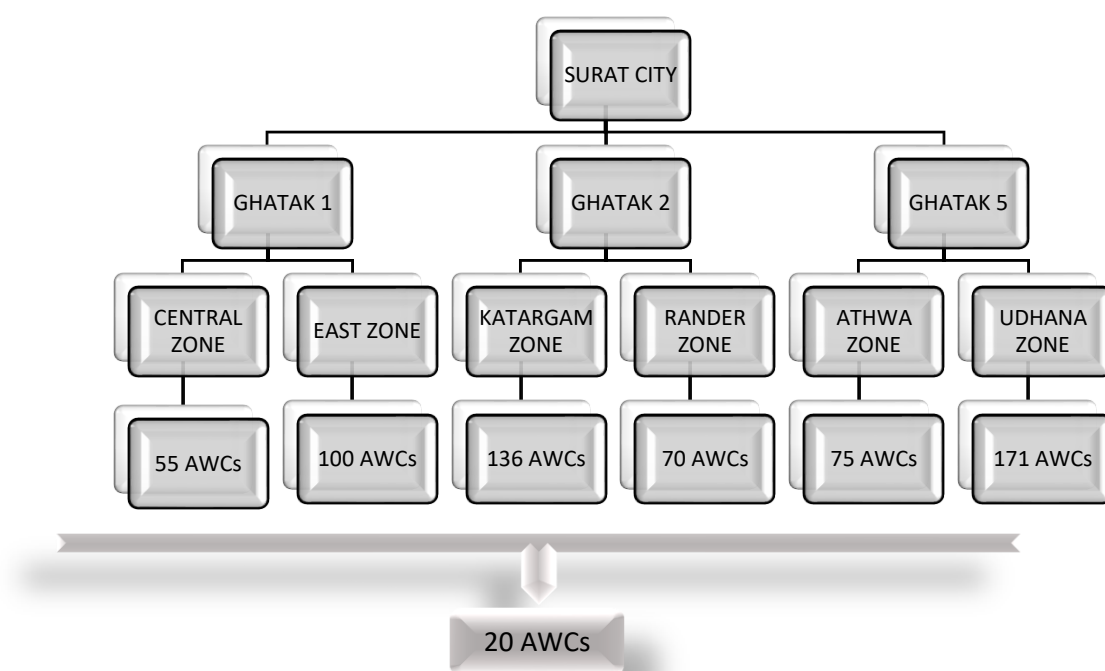 SURAT CITY
GHATAK 1
GHATAK 2
GHATAK 5
CENTRAL
ZONE
EAST ZONE
KATARGAM
ZONE
RANDER
ZONE
ATHWA
ZONE
UDHANA
ZONE
55 AWCs
100 AWCs
136 AWCs
70 AWCs
75 AWCs
171 AWCs
20 AWCs